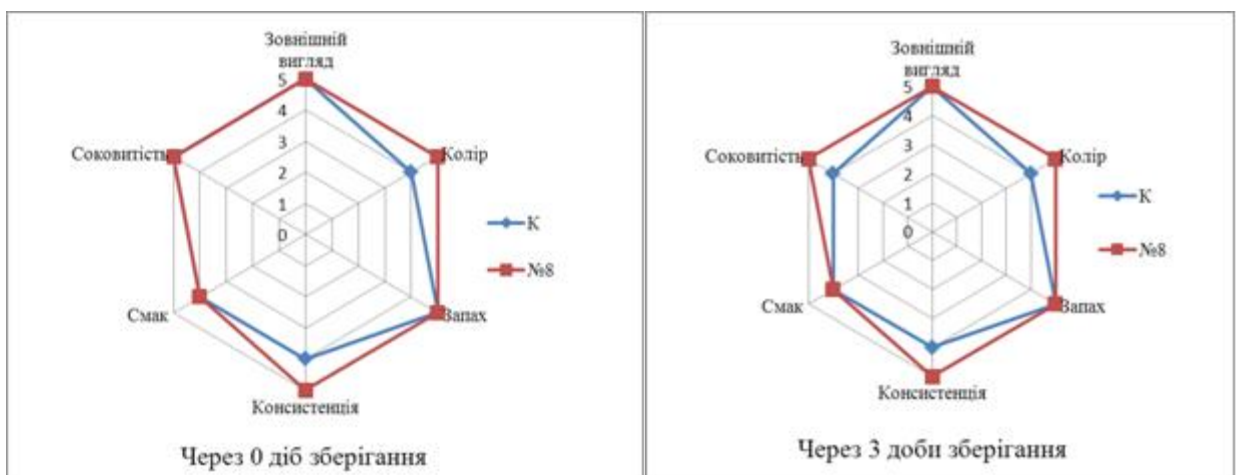 Зовнішній
вигляд
5
4
3
2
1
0
Соковитість
Колір
Смак
Запах
Консистенція
К
№8
Через 0 діб зберігання
Зовнішній
вигляд
5
4
3
2
1
0
Соковитість
Колір
Смак
Запах
Консистенція
К
№8
Через 3 доби зберігання